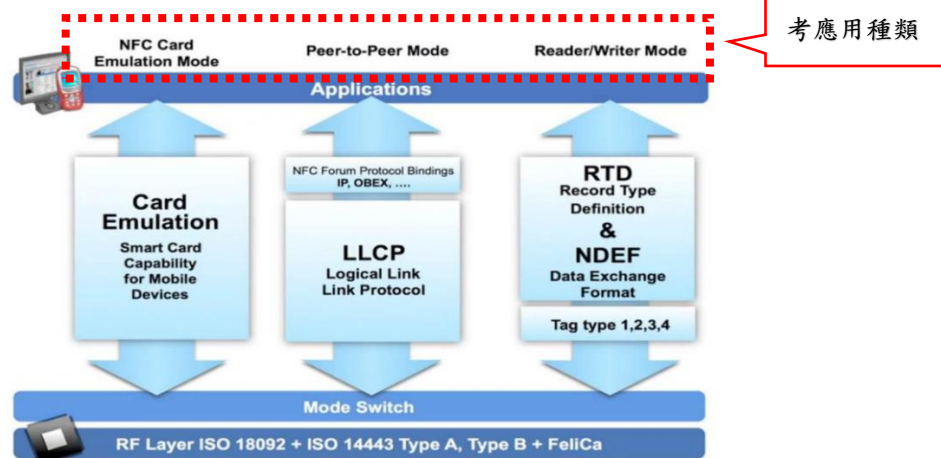 考應用種類
NFC Card
Emulation Mode
Peer-to-Peer Mode
Reader/Writer Mode
Applications
Card
Emulation
Smart Card
Capability
for Mobile
Devices
NFC Forum Protocol Bindings
IP, OBEX, ....
LLCP
Logical Link
Link Protocol
RTD
Record Type
Definition
&
NDEF
Data Exchange
Format
Tag type 1,2,3,4
Mode Switch
RF Layer ISO 18092 + ISO 14443 Type A, Type B + FeliCa